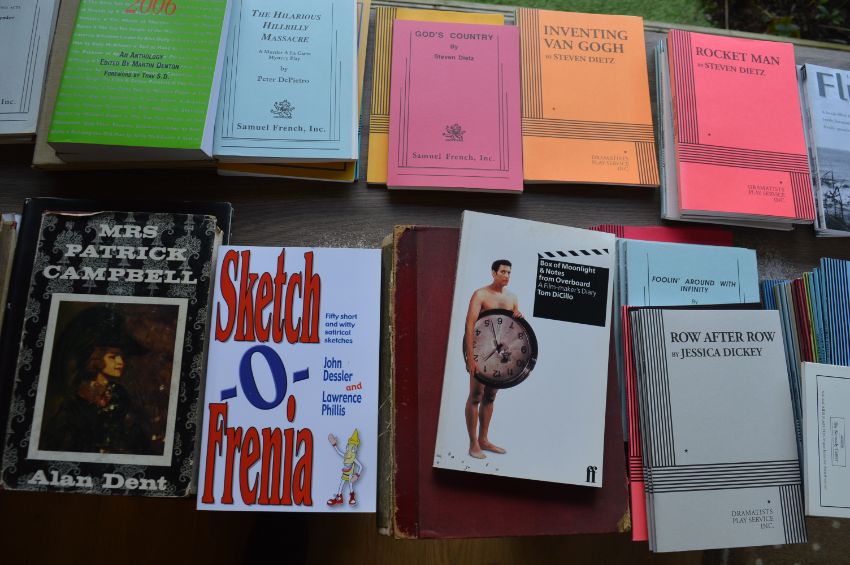 Inc.
2006
AN ANTHOLOGY
EDITED BY MARTIN DENTON
FOREWORD BY TRAV S.D.
THE HILARIOUS
HILLBILLY
MASSACRE
A Murder A La Carte
Mystery Play
by
Peter DePietro
Samuel French, Inc.
GOD'S COUNTRY
By
Steven Dietz
Samuel French, Inc.
INVENTING
VAN GOGH
BY STEVEN DIETZ
DRAMATISTS
PLAY SERVICE
INC.
ROCKET MAN
BY STEVEN DIETZ
DRAMATISTS
PLAY SERVICE
INC.
MRS
PATRICK
CAMPBELL
Alan Dent
Sketch
-O-
Frenia
Fifty short
and witty
satirical
sketches
John
Dessler
and
Lawrence
Phillis
Box of Moonlight
& Notes
from Overboard
A Film-maker's Diary
Tom DiCillo
ff
FOOLIN' AROUND WITH
INFINITY
By
ROW AFTER ROW
BY JESSICA DICKEY
DRAMATISTS
PLAY SERVICE
INC.